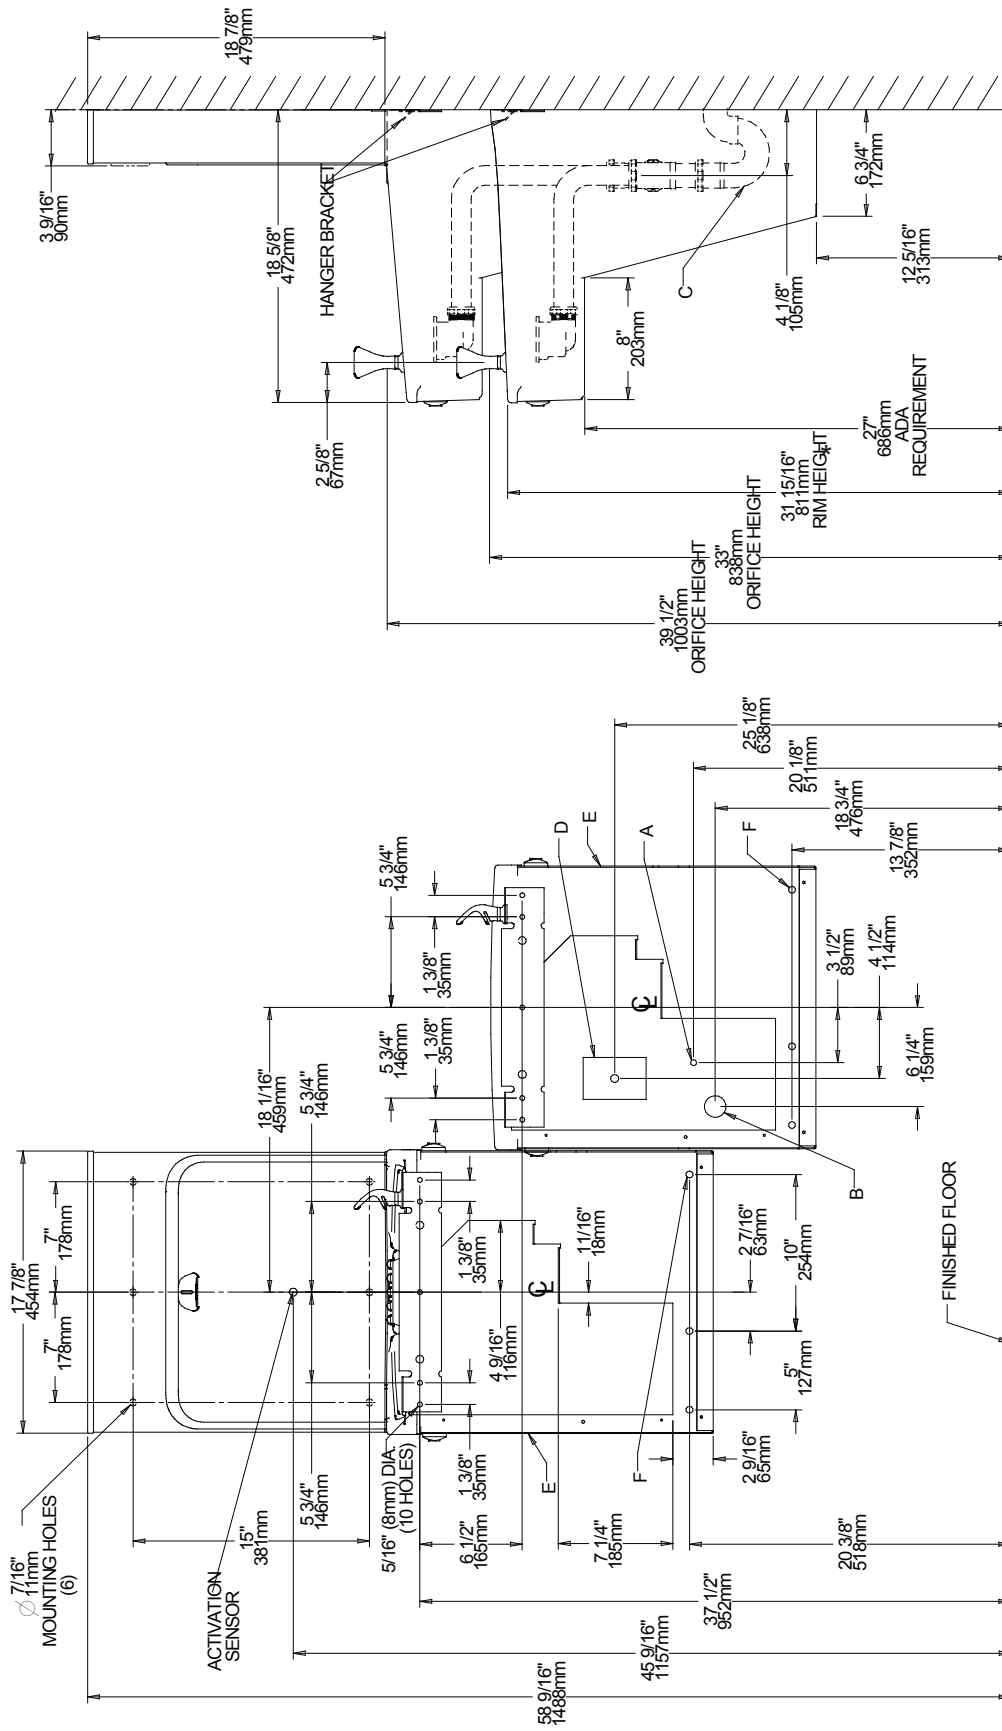 18 7/8"
479mm
3 9/16"
90mm
18 5/8"
472mm
HANGER BRACKET
2 5/8"
67mm
6 3/4"
172mm
12 5/16"
313mm
4 1/8"
105mm
C
8"
203mm
27"
686mm
ADA
REQUIREMENT
31 15/16"
811mm
RIM HEIGHT*
33"
838mm
ORIFICE HEIGHT
39 1/2"
1003mm
ORIFICE HEIGHT
25 1/8"
638mm
20 1/8"
511mm
18 3/4"
476mm
13 7/8"
352mm
D
E
A
F
5 3/4"
146mm
1 3/8"
35mm
5 3/4"
146mm
1 3/8"
35mm
CL
3 1/2"
89mm
4 1/2"
114mm
6 1/4"
159mm
B
18 1/16"
459mm
5 3/4"
146mm
17 7/8"
454mm
7"
178mm
7"
178mm
Ø 7/16"
11mm
MOUNTING HOLES
(6)
15"
381mm
ACTIVATION
SENSOR
5 3/4"
146mm
5/16" (8mm) DIA.
(10 HOLES)
1 3/8"
35mm
4 9/16"
116mm
1 3/8"
35mm
CL
11/16"
18mm
6 1/2"
165mm
7 1/4"
185mm
E
F
2 7/16"
63mm
10"
254mm
5"
127mm
2 9/16"
65mm
20 3/8"
518mm
37 1/2"
952mm
45 9/16"
1157mm
58 9/16"
1488mm
FINISHED FLOOR